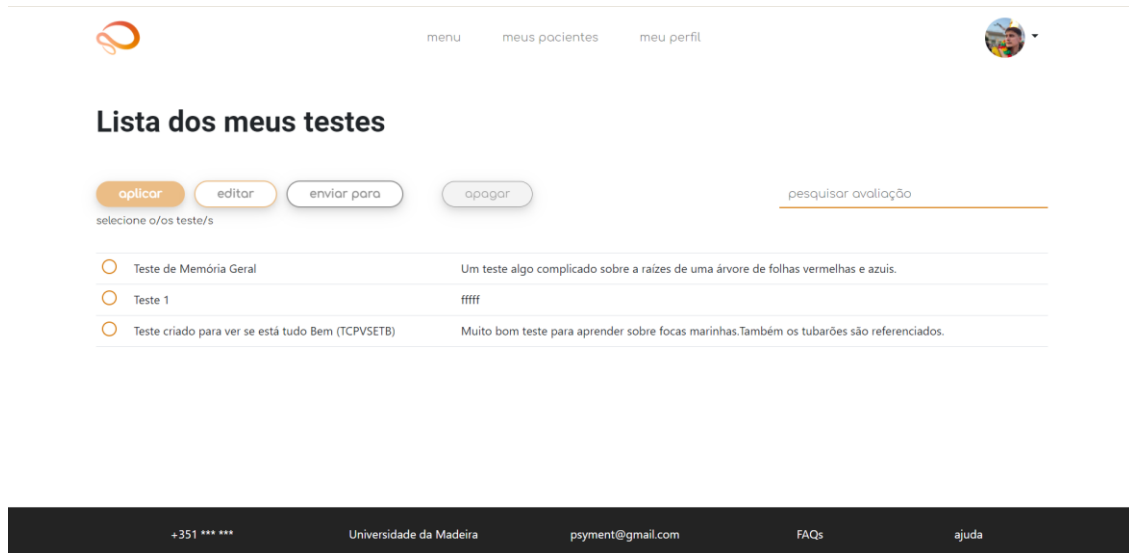 menu meus pacientes meu perfil
Lista dos meus testes
aplicar editar enviar para apagar pesquisar avaliação
selecione o/os teste/s
Teste de Memória Geral Um teste algo complicado sobre a raízes de uma árvore de folhas vermelhas e azuis.
Teste 1 fffff
Teste criado para ver se está tudo Bem (TCPVSETB) Muito bom teste para aprender sobre focas marinhas.Também os tubarões são referenciados.
+351 *** *** Universidade da Madeira psyment@gmail.com FAQs ajuda